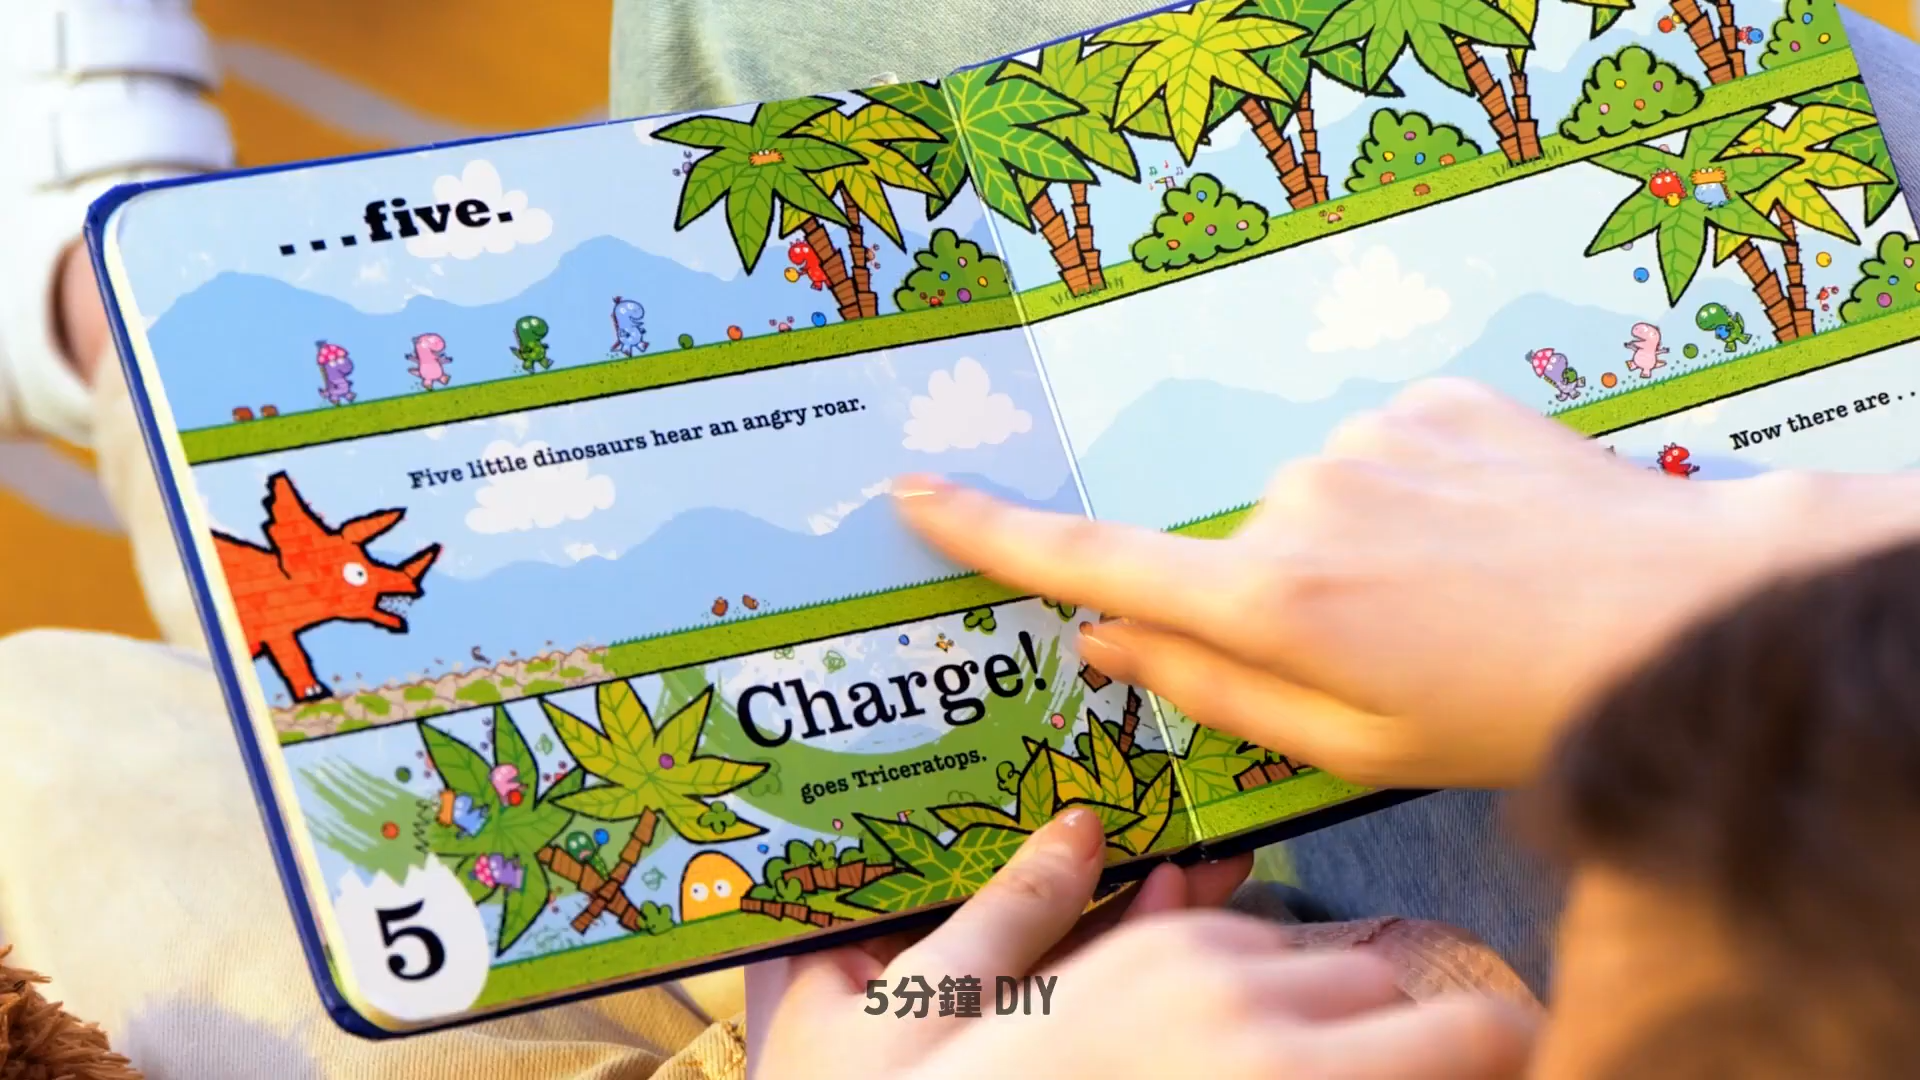 ...five.
Five little dinosaurs hear an angry roar.
Charge!
goes Triceratops.
5
Now there are . .
5分鐘 DIY